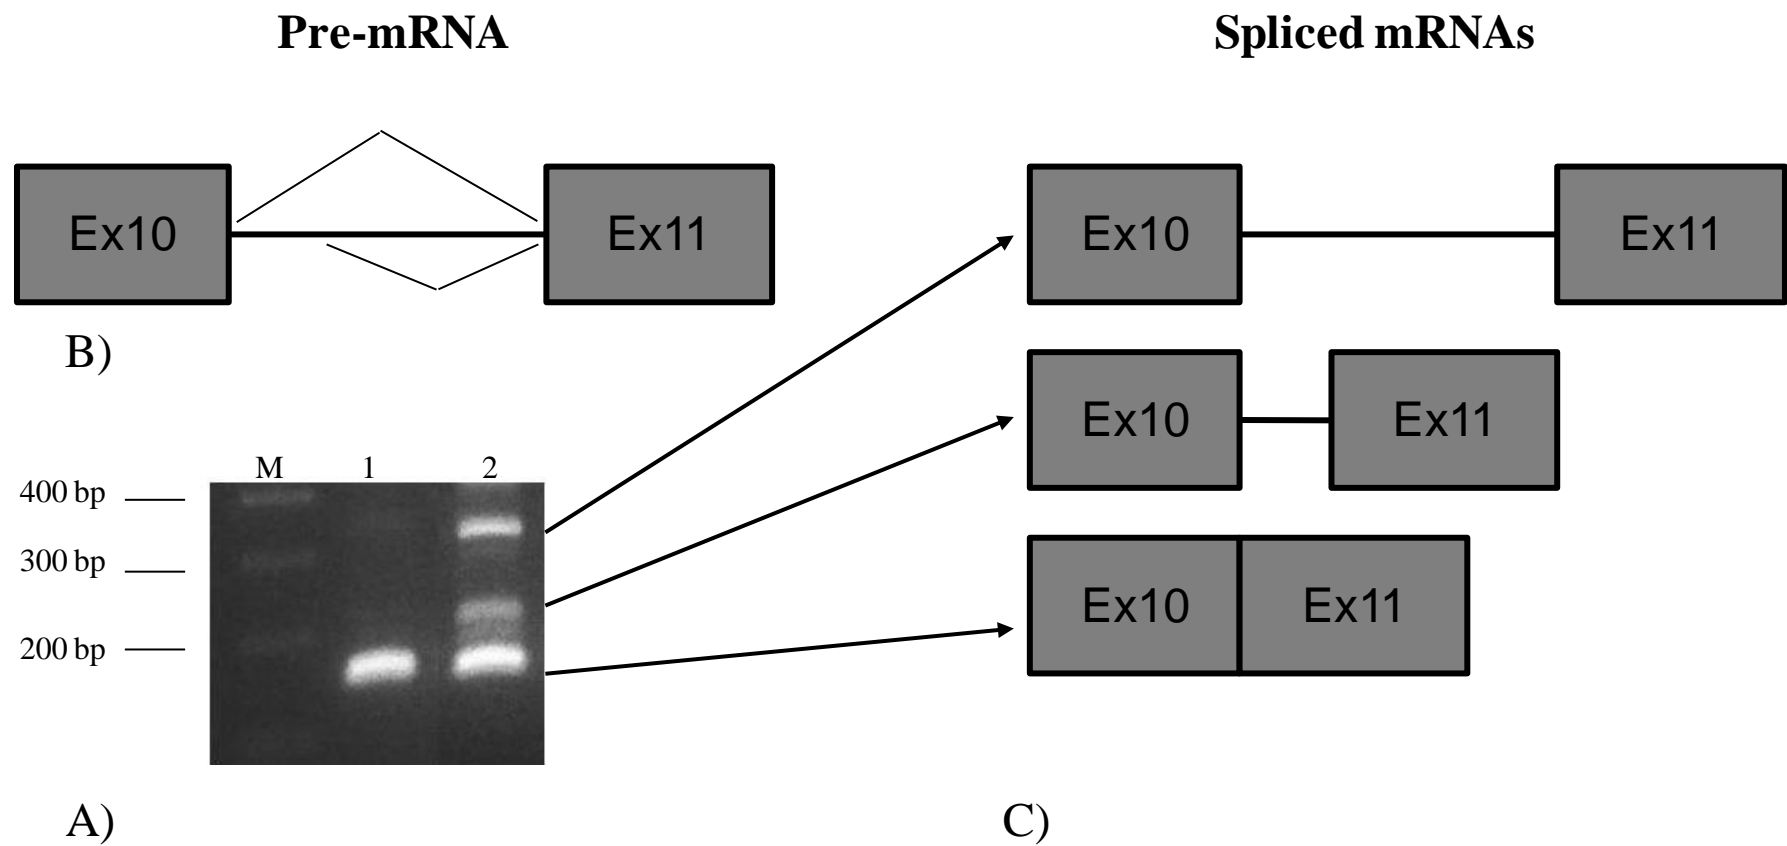 Pre-mRNA
Spliced mRNAs
Ex10
Ex11
Ex10
Ex11
B)
Ex10
Ex11
M 1 2
400 bp
300 bp
200 bp
Ex10
Ex11
A)
C)